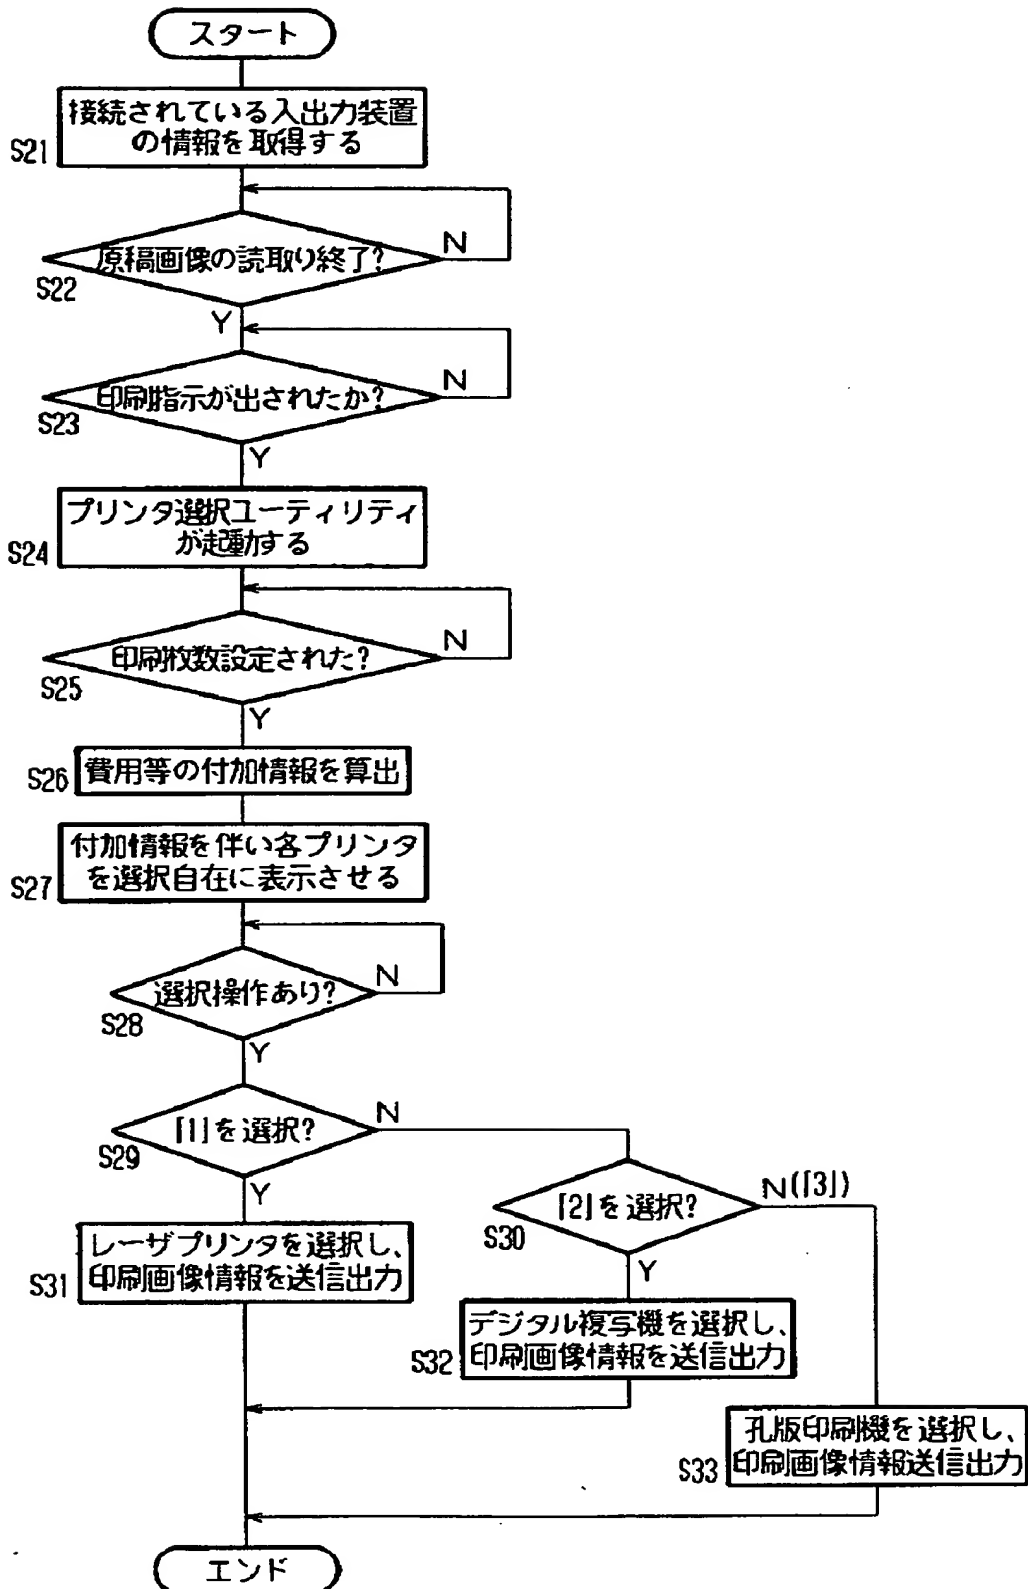 スタート
接続されている入出力装置
の情報を取得する
S21
原稿画像の読取り終了?
N
S22
Y
印刷指示が出されたか?
N
S23
Y
プリンタ選択ユーティリティ
が起動する
S24
印刷枚数設定された?
N
S25
Y
S26
費用等の付加情報を算出
付加情報を伴い各プリンタ
を選択自在に表示させる
S27
選択操作あり?
N
S28
Y
「1」を選択?
N
S29
Y
「2」を選択?
N(「3」)
S30
Y
レーザプリンタを選択し、
印刷画像情報を送信出力
S31
デジタル複写機を選択し、
印刷画像情報を送信出力
S32
孔版印刷機を選択し、
印刷画像情報送信出力
S33
エンド